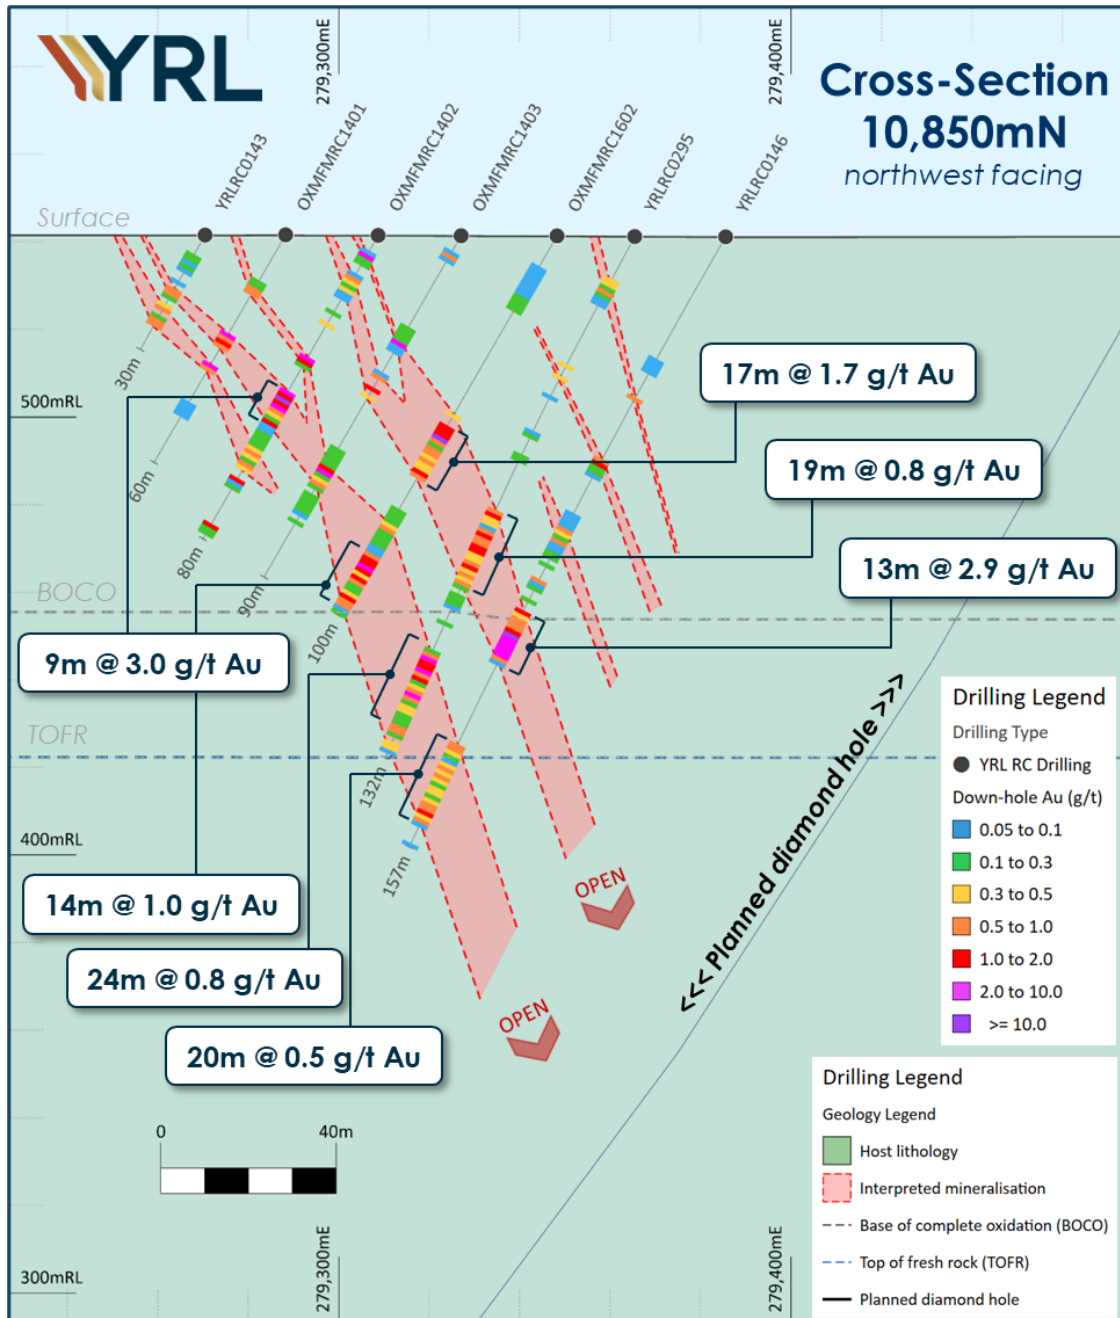 YRL
279,300mE
279,400mE
Cross-Section
10,850mN
northwest facing
Surface
YRLRC0143
OXMFMRC1401
OXMFMRC1402
OXMFMRC1403
OXMFMRC1602
YRLRC0295
YRLRC0146
30m
500mRL
60m
80m
90m
100m
132m
157m
17m @ 1.7 g/t Au
19m @ 0.8 g/t Au
13m @ 2.9 g/t Au
BOCO
9m @ 3.0 g/t Au
TOFR
400mRL
14m @ 1.0 g/t Au
24m @ 0.8 g/t Au
20m @ 0.5 g/t Au
OPEN
OPEN
<<< Planned diamond hole >>>
Drilling Legend
Drilling Type
YRL RC Drilling
Down-hole Au (g/t)
0.05 to 0.1
0.1 to 0.3
0.3 to 0.5
0.5 to 1.0
1.0 to 2.0
2.0 to 10.0
>= 10.0
Drilling Legend
Geology Legend
Host lithology
Interpreted mineralisation
Base of complete oxidation (BOCO)
Top of fresh rock (TOFR)
Planned diamond hole
0 40m
300mRL
279,300mE
279,400mE